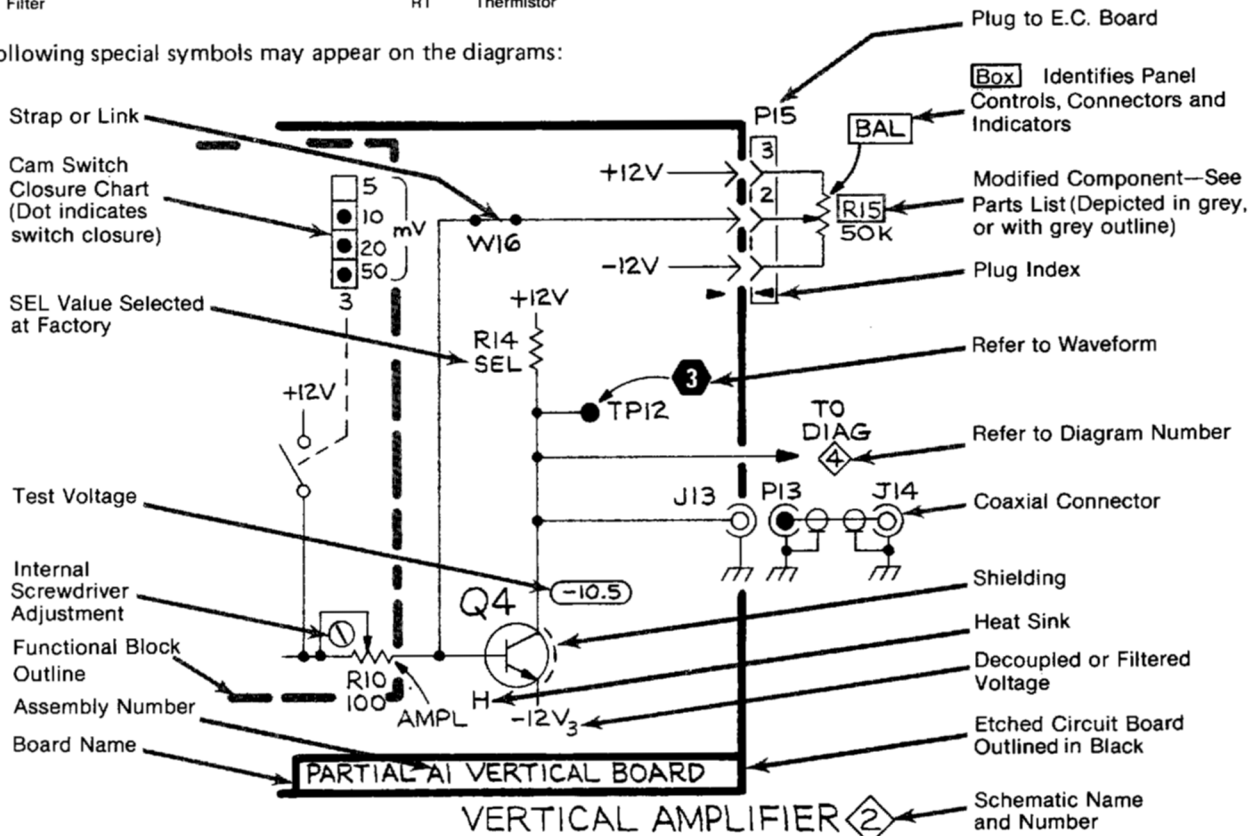 Filter
RT Thermistor
ollowing special symbols may appear on the diagrams:
Plug to E.C. Board
Box Identifies Panel
Controls, Connectors and
Indicators
Modified Component—See
Parts List (Depicted in grey,
or with grey outline)
Plug Index
Refer to Waveform
Refer to Diagram Number
Coaxial Connector
Shielding
Heat Sink
Decoupled or Filtered
Voltage
Etched Circuit Board
Outlined in Black
Schematic Name
and Number
Strap or Link
Cam Switch
Closure Chart
(Dot indicates
switch closure)
SEL Value Selected
at Factory
Test Voltage
Internal
Screwdriver
Adjustment
Functional Block
Outline
Assembly Number
Board Name
P15
BAL
3
2
+12V
R15
50K
W16
-12V
5
10
20
50
mV
3
+12V
R14
SEL
3
TP12
+12V
TO
DIAG
4
J13
P13
J14
-10.5
Q4
R10
100
AMPL
H
-12V3
PARTIAL A1 VERTICAL BOARD
VERTICAL AMPLIFIER 2